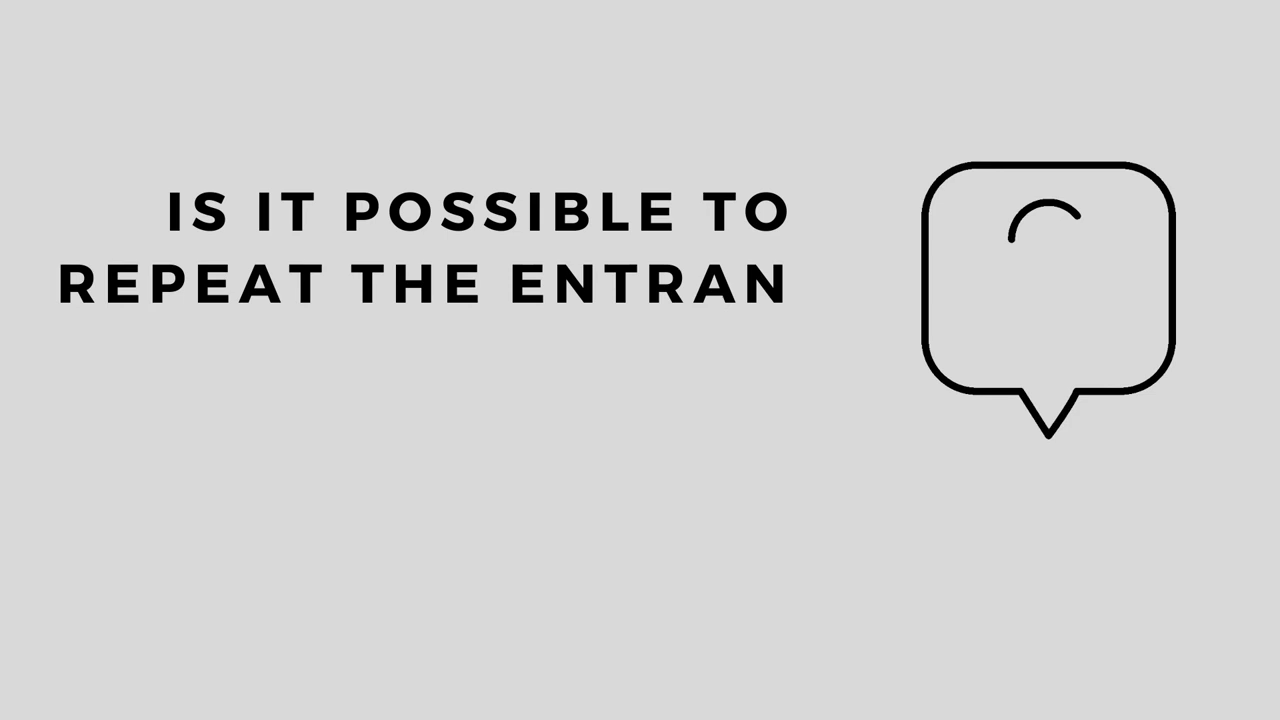 IS IT POSSIBLE TO
REPEAT THE ENTRAN